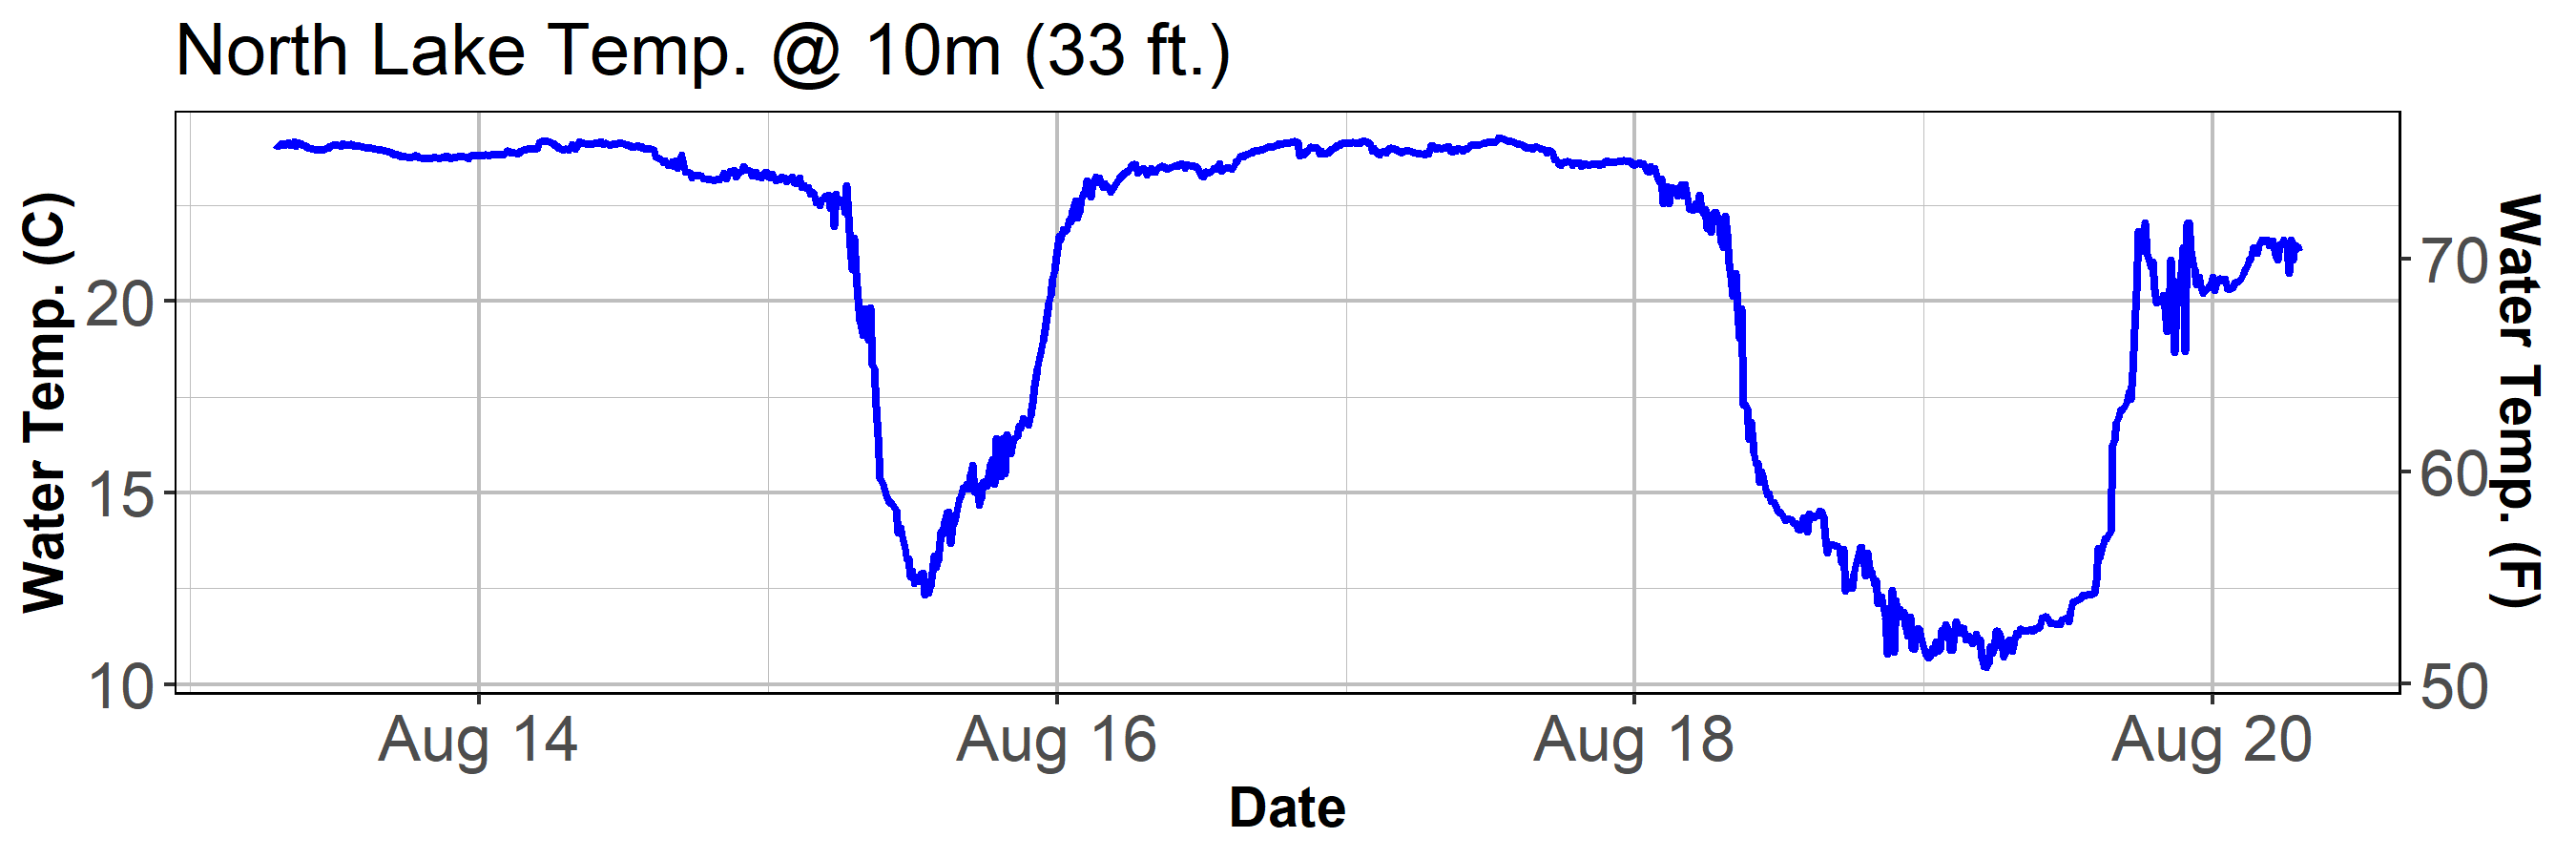 North Lake Temp. @ 10m (33 ft.)
Water Temp. (C)
20
15
10
70
60
50
Water Temp. (F)
Aug 14
Aug 16
Aug 18
Aug 20
Date